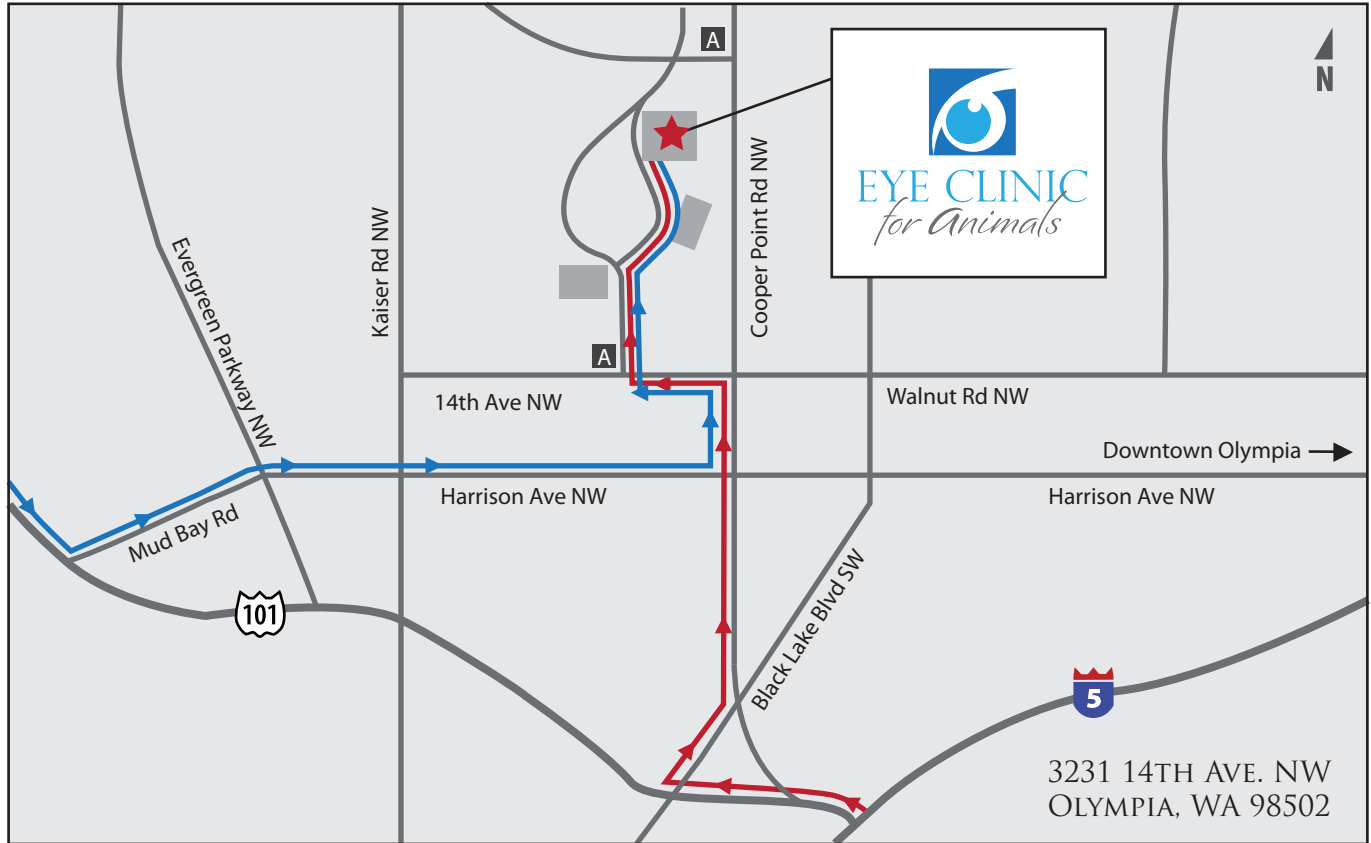 A
N
EYE CLINIC
for animals
Cooper Point Rd NW
Kaiser Rd NW
Evergreen Parkway NW
A
14th Ave NW
Walnut Rd NW
Downtown Olympia
Harrison Ave NW
Harrison Ave NW
Mud Bay Rd
101
Black Lake Blvd SW
5
3231 14TH AVE. NW
OLYMPIA, WA 98502